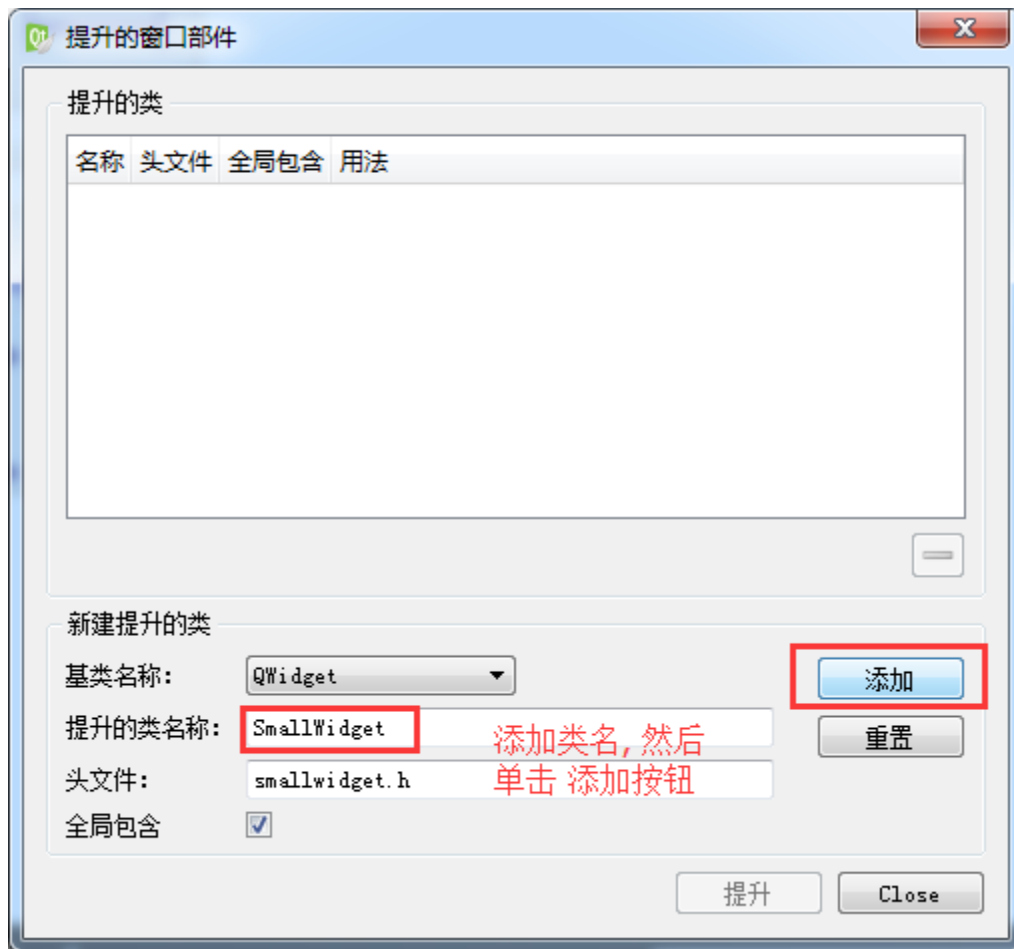 提升的窗口部件
提升的类
名称 头文件 全局包含 用法
新建提升的类
基类名称: QWidget 添加
提升的类名称: SmallWidget 添加类名, 然后 重置
头文件: smallwidget.h 单击 添加按钮
全局包含
提升 Close